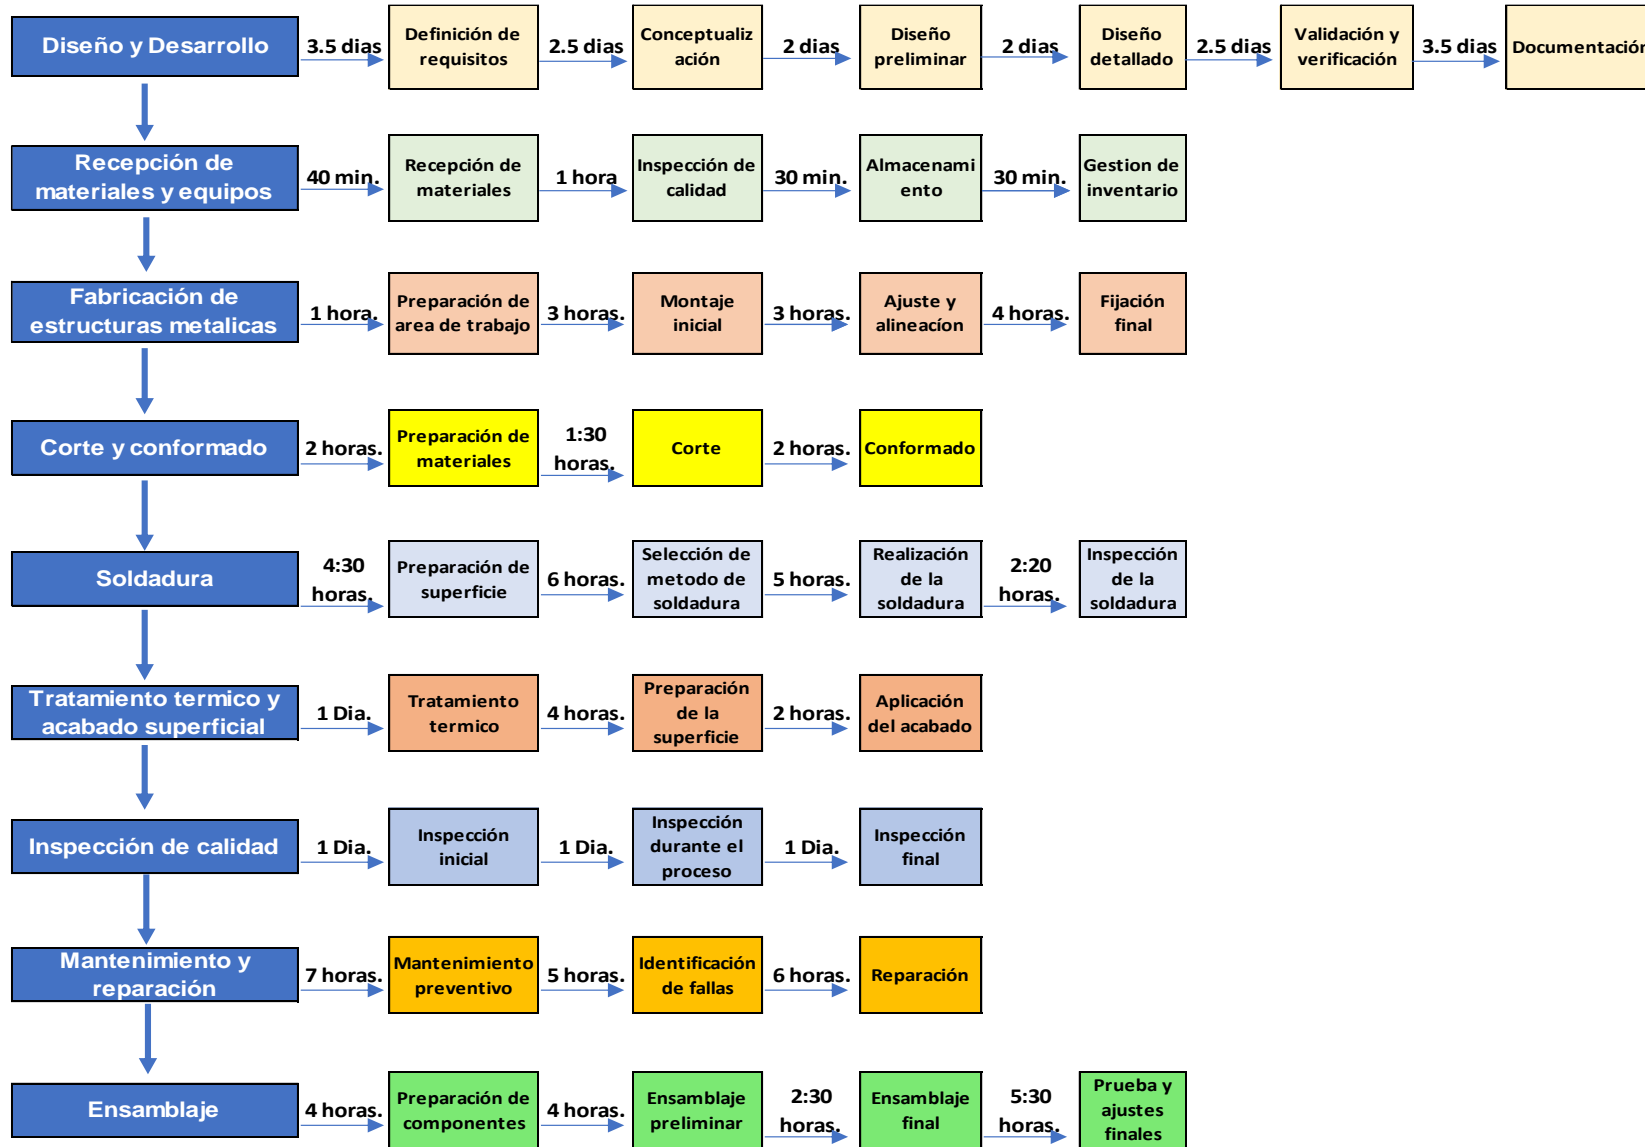 Diseño y Desarrollo
3.5 dias
Definición de
requisitos
2.5 dias
Conceptualiz
ación
2 dias
Diseño
preliminar
2 dias
Diseño
detallado
2.5 dias
Validación y
verificación
3.5 dias
Documentación
Recepción de
materiales y equipos
40 min.
Recepción de
materiales
1 hora
Inspección de
calidad
30 min.
Almacenami
ento
30 min.
Gestion de
inventario
Fabricación de
estructuras metalicas
1 hora.
Preparación de
area de trabajo
3 horas.
Montaje
inicial
3 horas.
Ajuste y
alineacíon
4 horas.
Fijación
final
Corte y conformado
2 horas.
Preparación de
materiales
1:30
horas.
Corte
2 horas.
Conformado
Soldadura
4:30
horas.
Preparación de
superficie
6 horas.
Selección de
metodo de
soldadura
5 horas.
Realización
de la
soldadura
2:20
horas.
Inspección
de la
soldadura
Tratamiento termico y
acabado superficial
1 Dia.
Tratamiento
termico
4 horas.
Preparación
de la
superficie
2 horas.
Aplicación
del acabado
Inspección de calidad
1 Dia.
Inspección
inicial
1 Dia.
Inspección
durante el
proceso
1 Dia.
Inspección
final
Mantenimiento y
reparación
7 horas.
Mantenimiento
preventivo
5 horas.
Identificación
de fallas
6 horas.
Reparación
Ensamblaje
4 horas.
Preparación de
componentes
4 horas.
Ensamblaje
preliminar
2:30
horas.
Ensamblaje
final
5:30
horas.
Prueba y
ajustes
finales